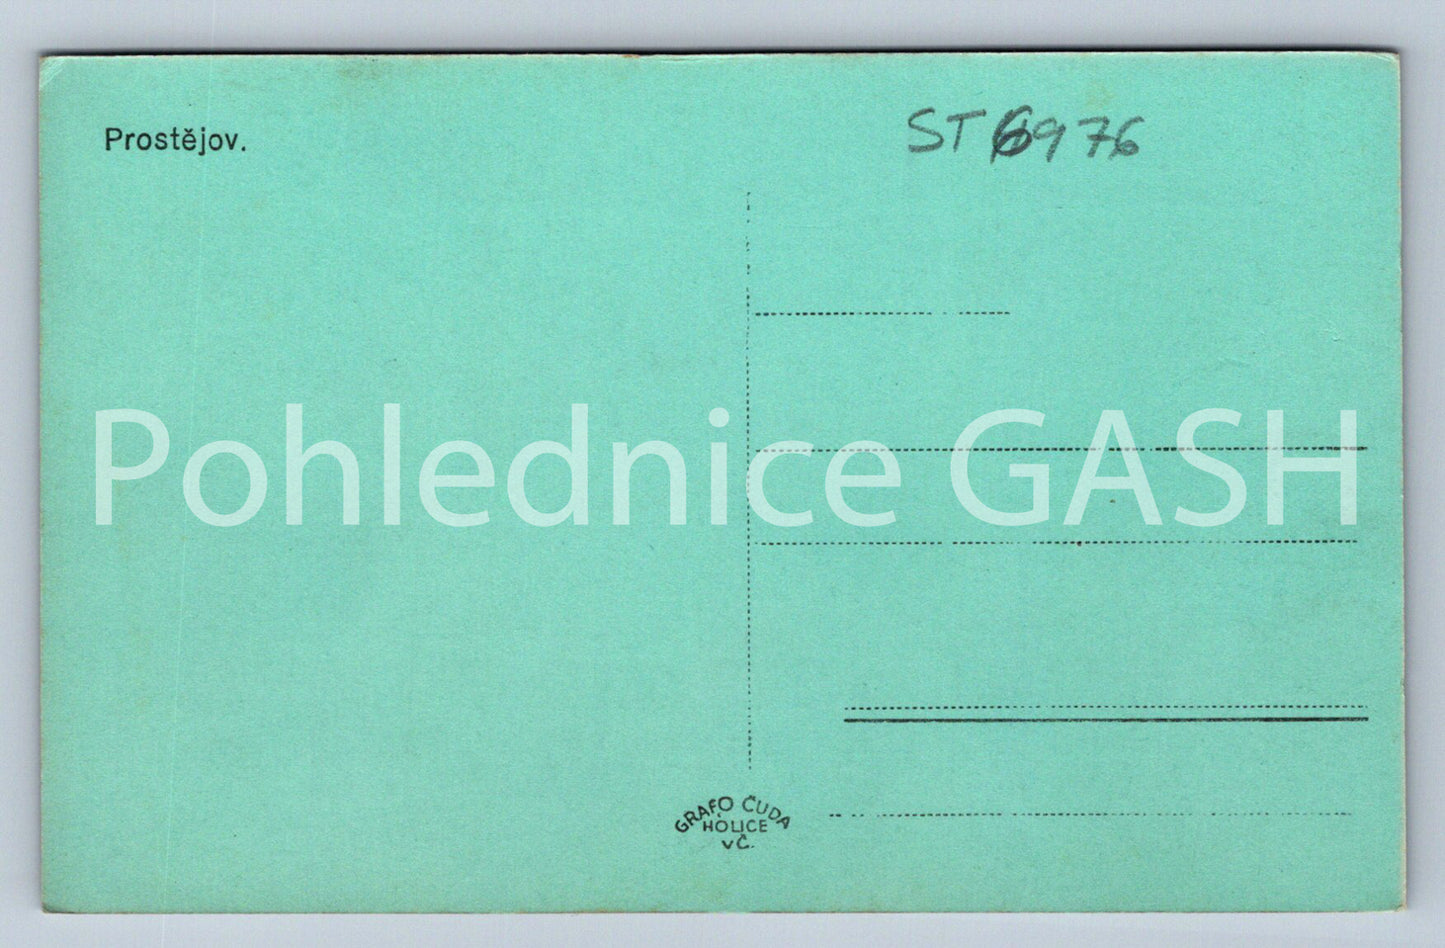 Prostějov.
ST 6976
Pohlednice GASH
GRAFO ČUDA
HOLICE
VČ.